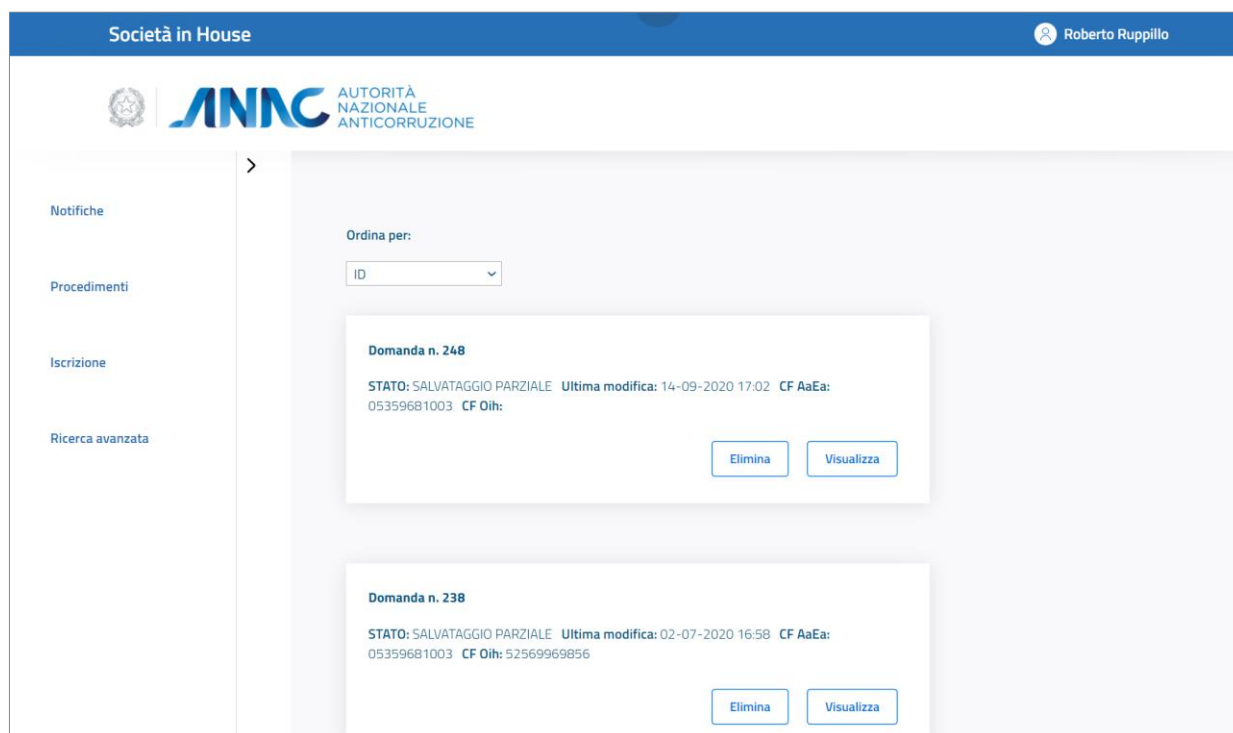 Società in House
Roberto Ruppillo
ANAC
AUTORITÀ
NAZIONALE
ANTICORRUZIONE
Notifiche
Procedimenti
Iscrizione
Ricerca avanzata
Ordina per:
ID
Domanda n. 248
STATO: SALVATAGGIO PARZIALE Ultima modifica: 14-09-2020 17:02 CF AaEa:
05359681003 CF Oih:
Elimina Visualizza
Domanda n. 238
STATO: SALVATAGGIO PARZIALE Ultima modifica: 02-07-2020 16:58 CF AaEa:
05359681003 CF Oih: 52569969856
Elimina Visualizza